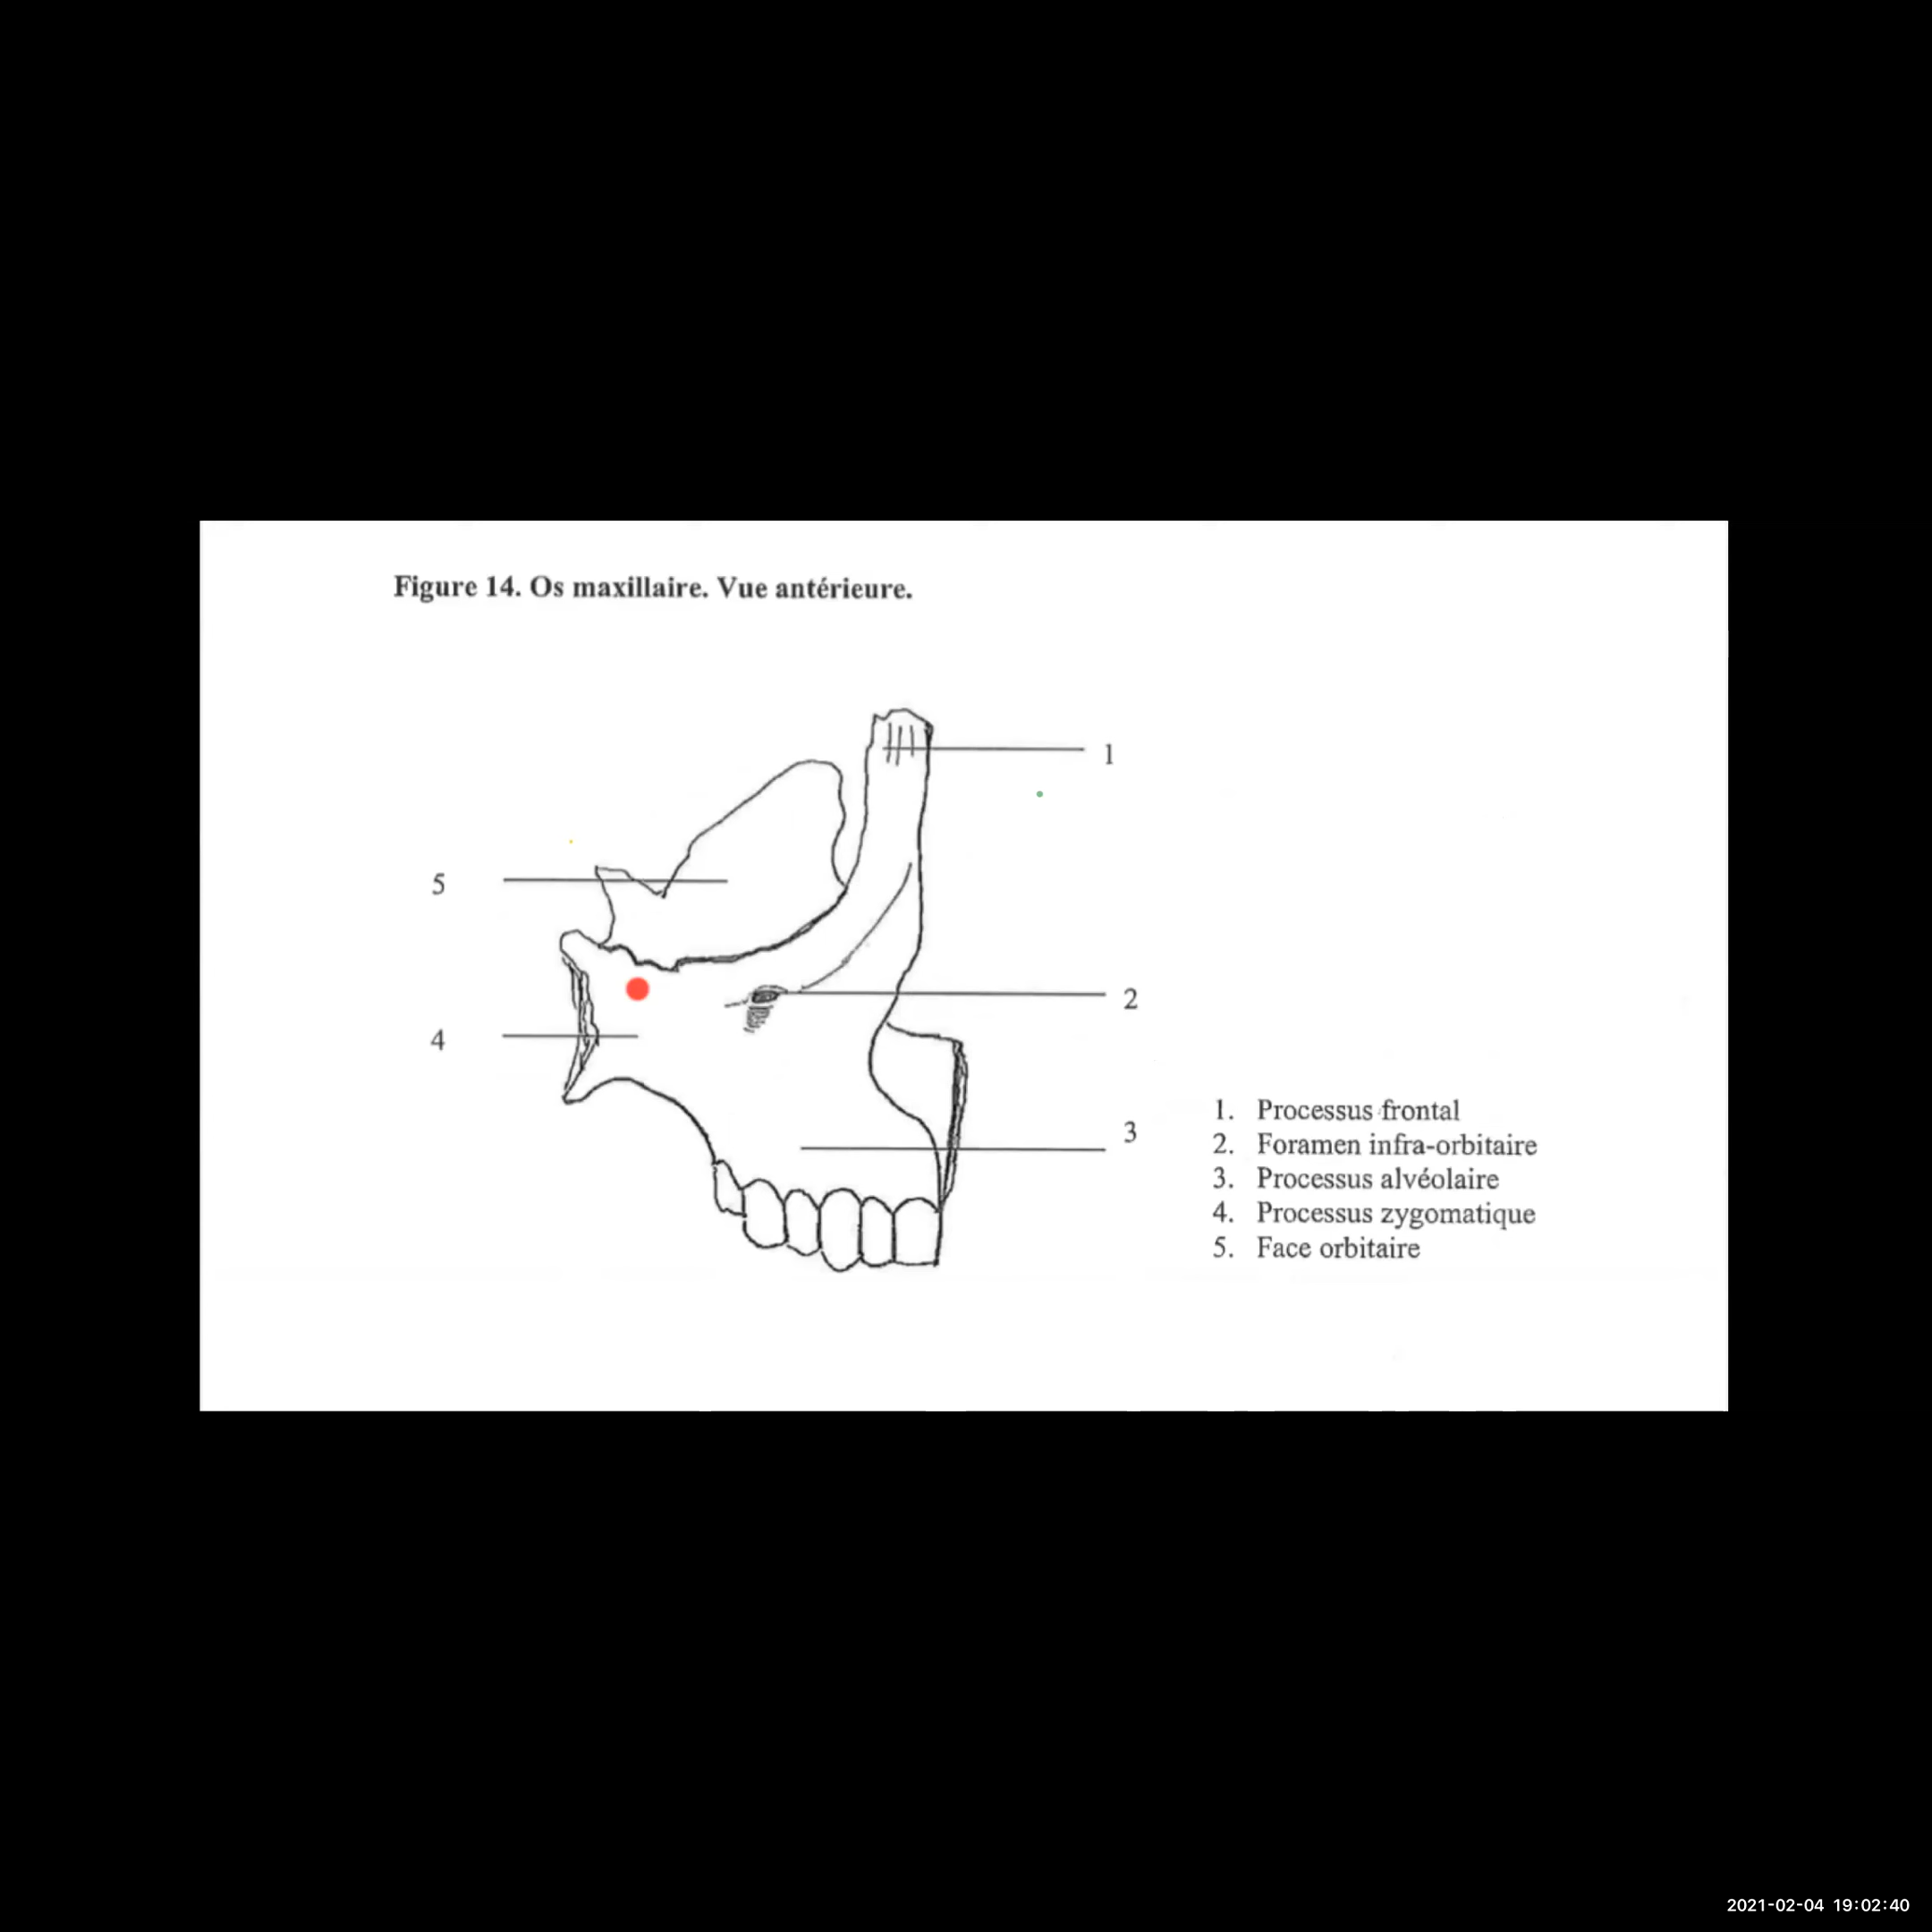 Figure 14. Os maxillaire. Vue antérieure.
1
5
2
4
3
1. Processus frontal
2. Foramen infra-orbitaire
3. Processus alvéolaire
4. Processus zygomatique
5. Face orbitaire
2021-02-04 19:02:40